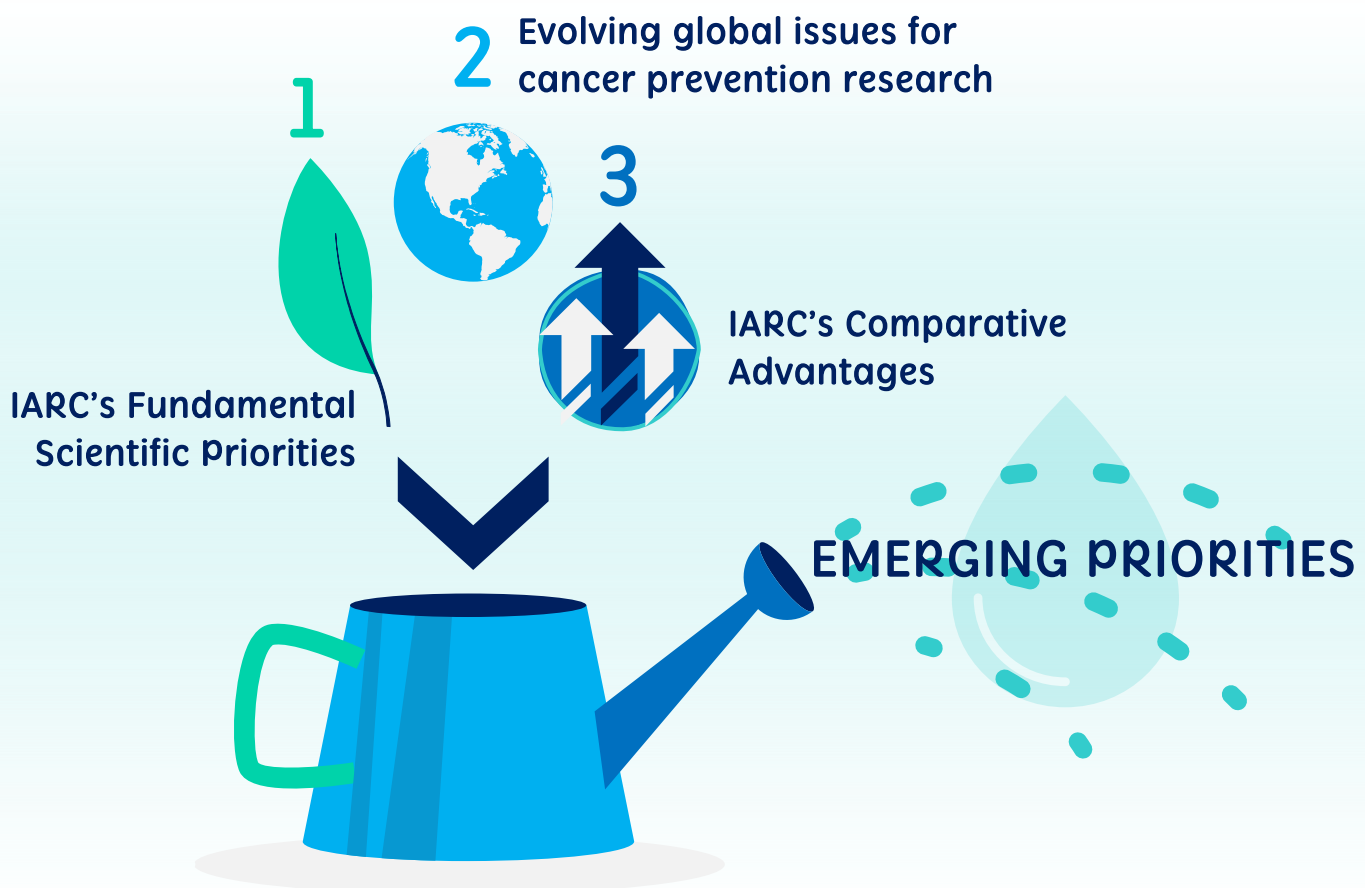 1
IARC’s Fundamental
Scientific Priorities
2
Evolving global issues for
cancer prevention research
3
IARC’s Comparative
Advantages
EMERGING PRIORITIES